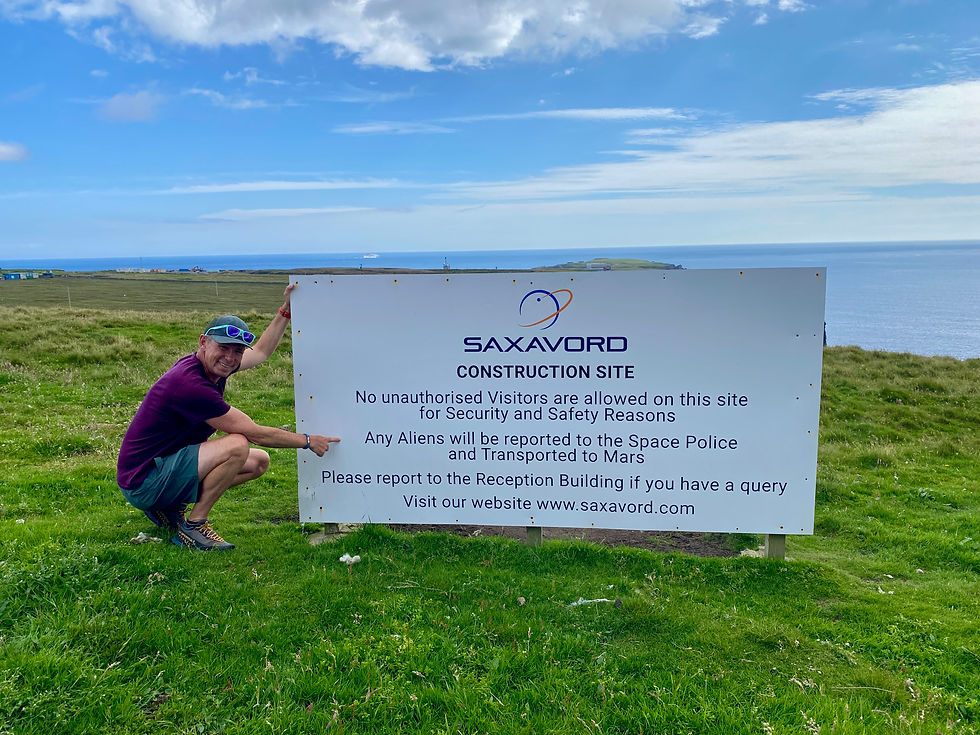 SAXAVORD
CONSTRUCTION SITE
No unauthorised Visitors are allowed on this site
for Security and Safety Reasons
Any Aliens will be reported to the Space Police
and Transported to Mars
Please report to the Reception Building if you have a query
Visit our website www.saxavord.com